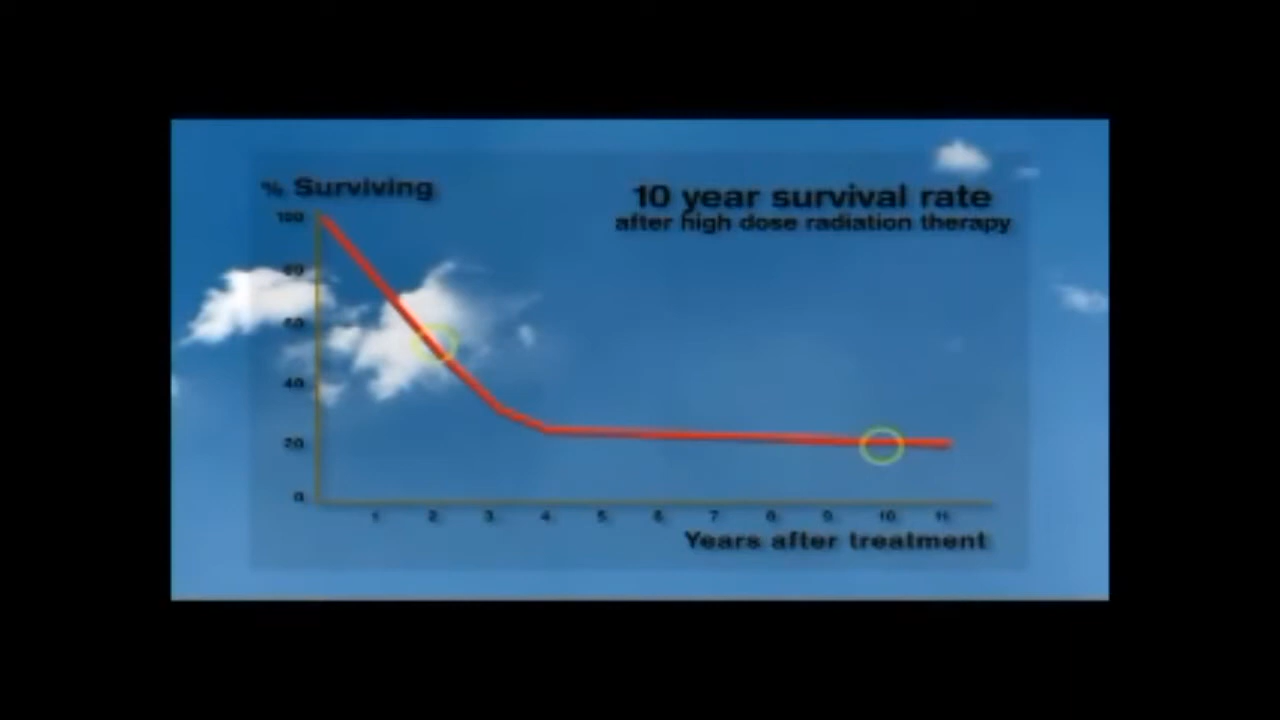 % Surviving
10 year survival rate
after high dose radiation therapy
100
80
60
40
20
0
1 2 3 4 5 6 7 8 9 10 11
Years after treatment